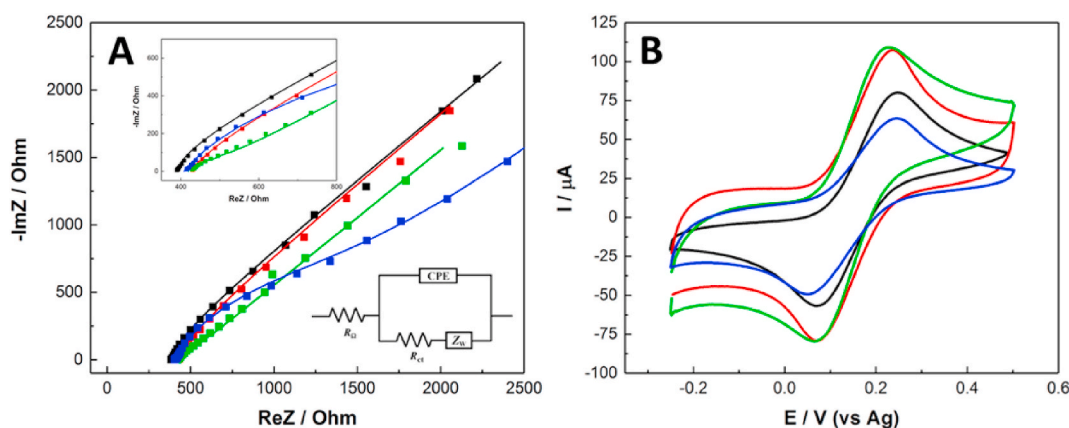 A
2500
2000
1500
1000
500
0
-ImZ / Ohm
0
500
1000
1500
2000
2500
ReZ / Ohm
600
400
200
0
-ImZ / Ohm
400
600
800
ReZ / Ohm
CPE
RΩ
Rct
Zw
B
125
100
75
50
25
0
-25
-50
-75
-100
I / μA
-0.2
0.0
0.2
0.4
0.6
E / V (vs Ag)